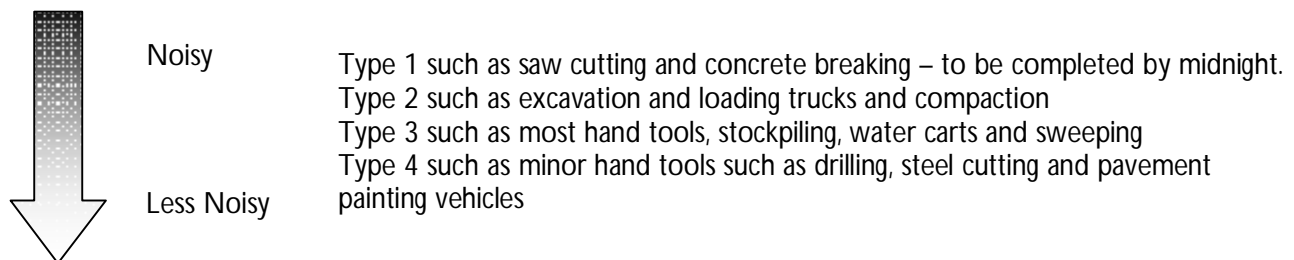 Noisy
Type 1 such as saw cutting and concrete breaking – to be completed by midnight.
Type 2 such as excavation and loading trucks and compaction
Type 3 such as most hand tools, stockpiling, water carts and sweeping
Type 4 such as minor hand tools such as drilling, steel cutting and pavement
painting vehicles
Less Noisy